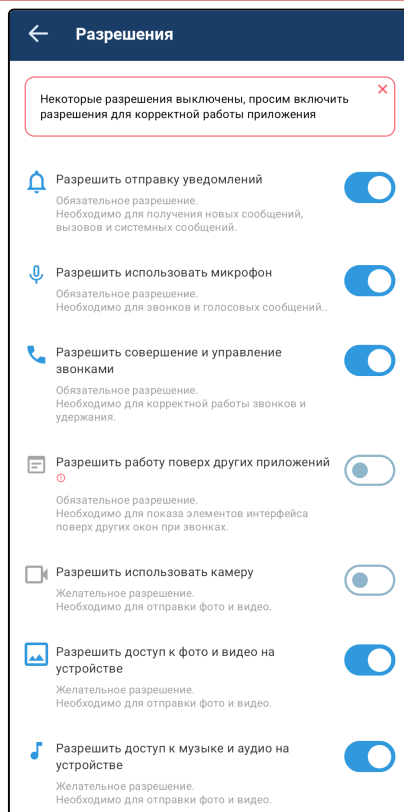 Разрешения
Некоторые разрешения выключены, просим включить
разрешения для корректной работы приложения
Разрешить отправку уведомлений
Обязательное разрешение.
Необходимо для получения новых сообщений,
вызовов и системных сообщений.
Разрешить использовать микрофон
Обязательное разрешение.
Необходимо для звонков и голосовых сообщений..
Разрешить совершение и управление
звонками
Обязательное разрешение.
Необходимо для корректной работы звонков и
удержания.
Разрешить работу поверх других приложений
Обязательное разрешение.
Необходимо для показа элементов интерфейса
поверх других окон при звонках.
Разрешить использовать камеру
Желательное разрешение.
Необходимо для отправки фото и видео.
Разрешить доступ к фото и видео на
устройстве
Желательное разрешение.
Необходимо для отправки фото и видео.
Разрешить доступ к музыке и аудио на
устройстве
Желательное разрешение.
Необходимо для отправки фото и видео.